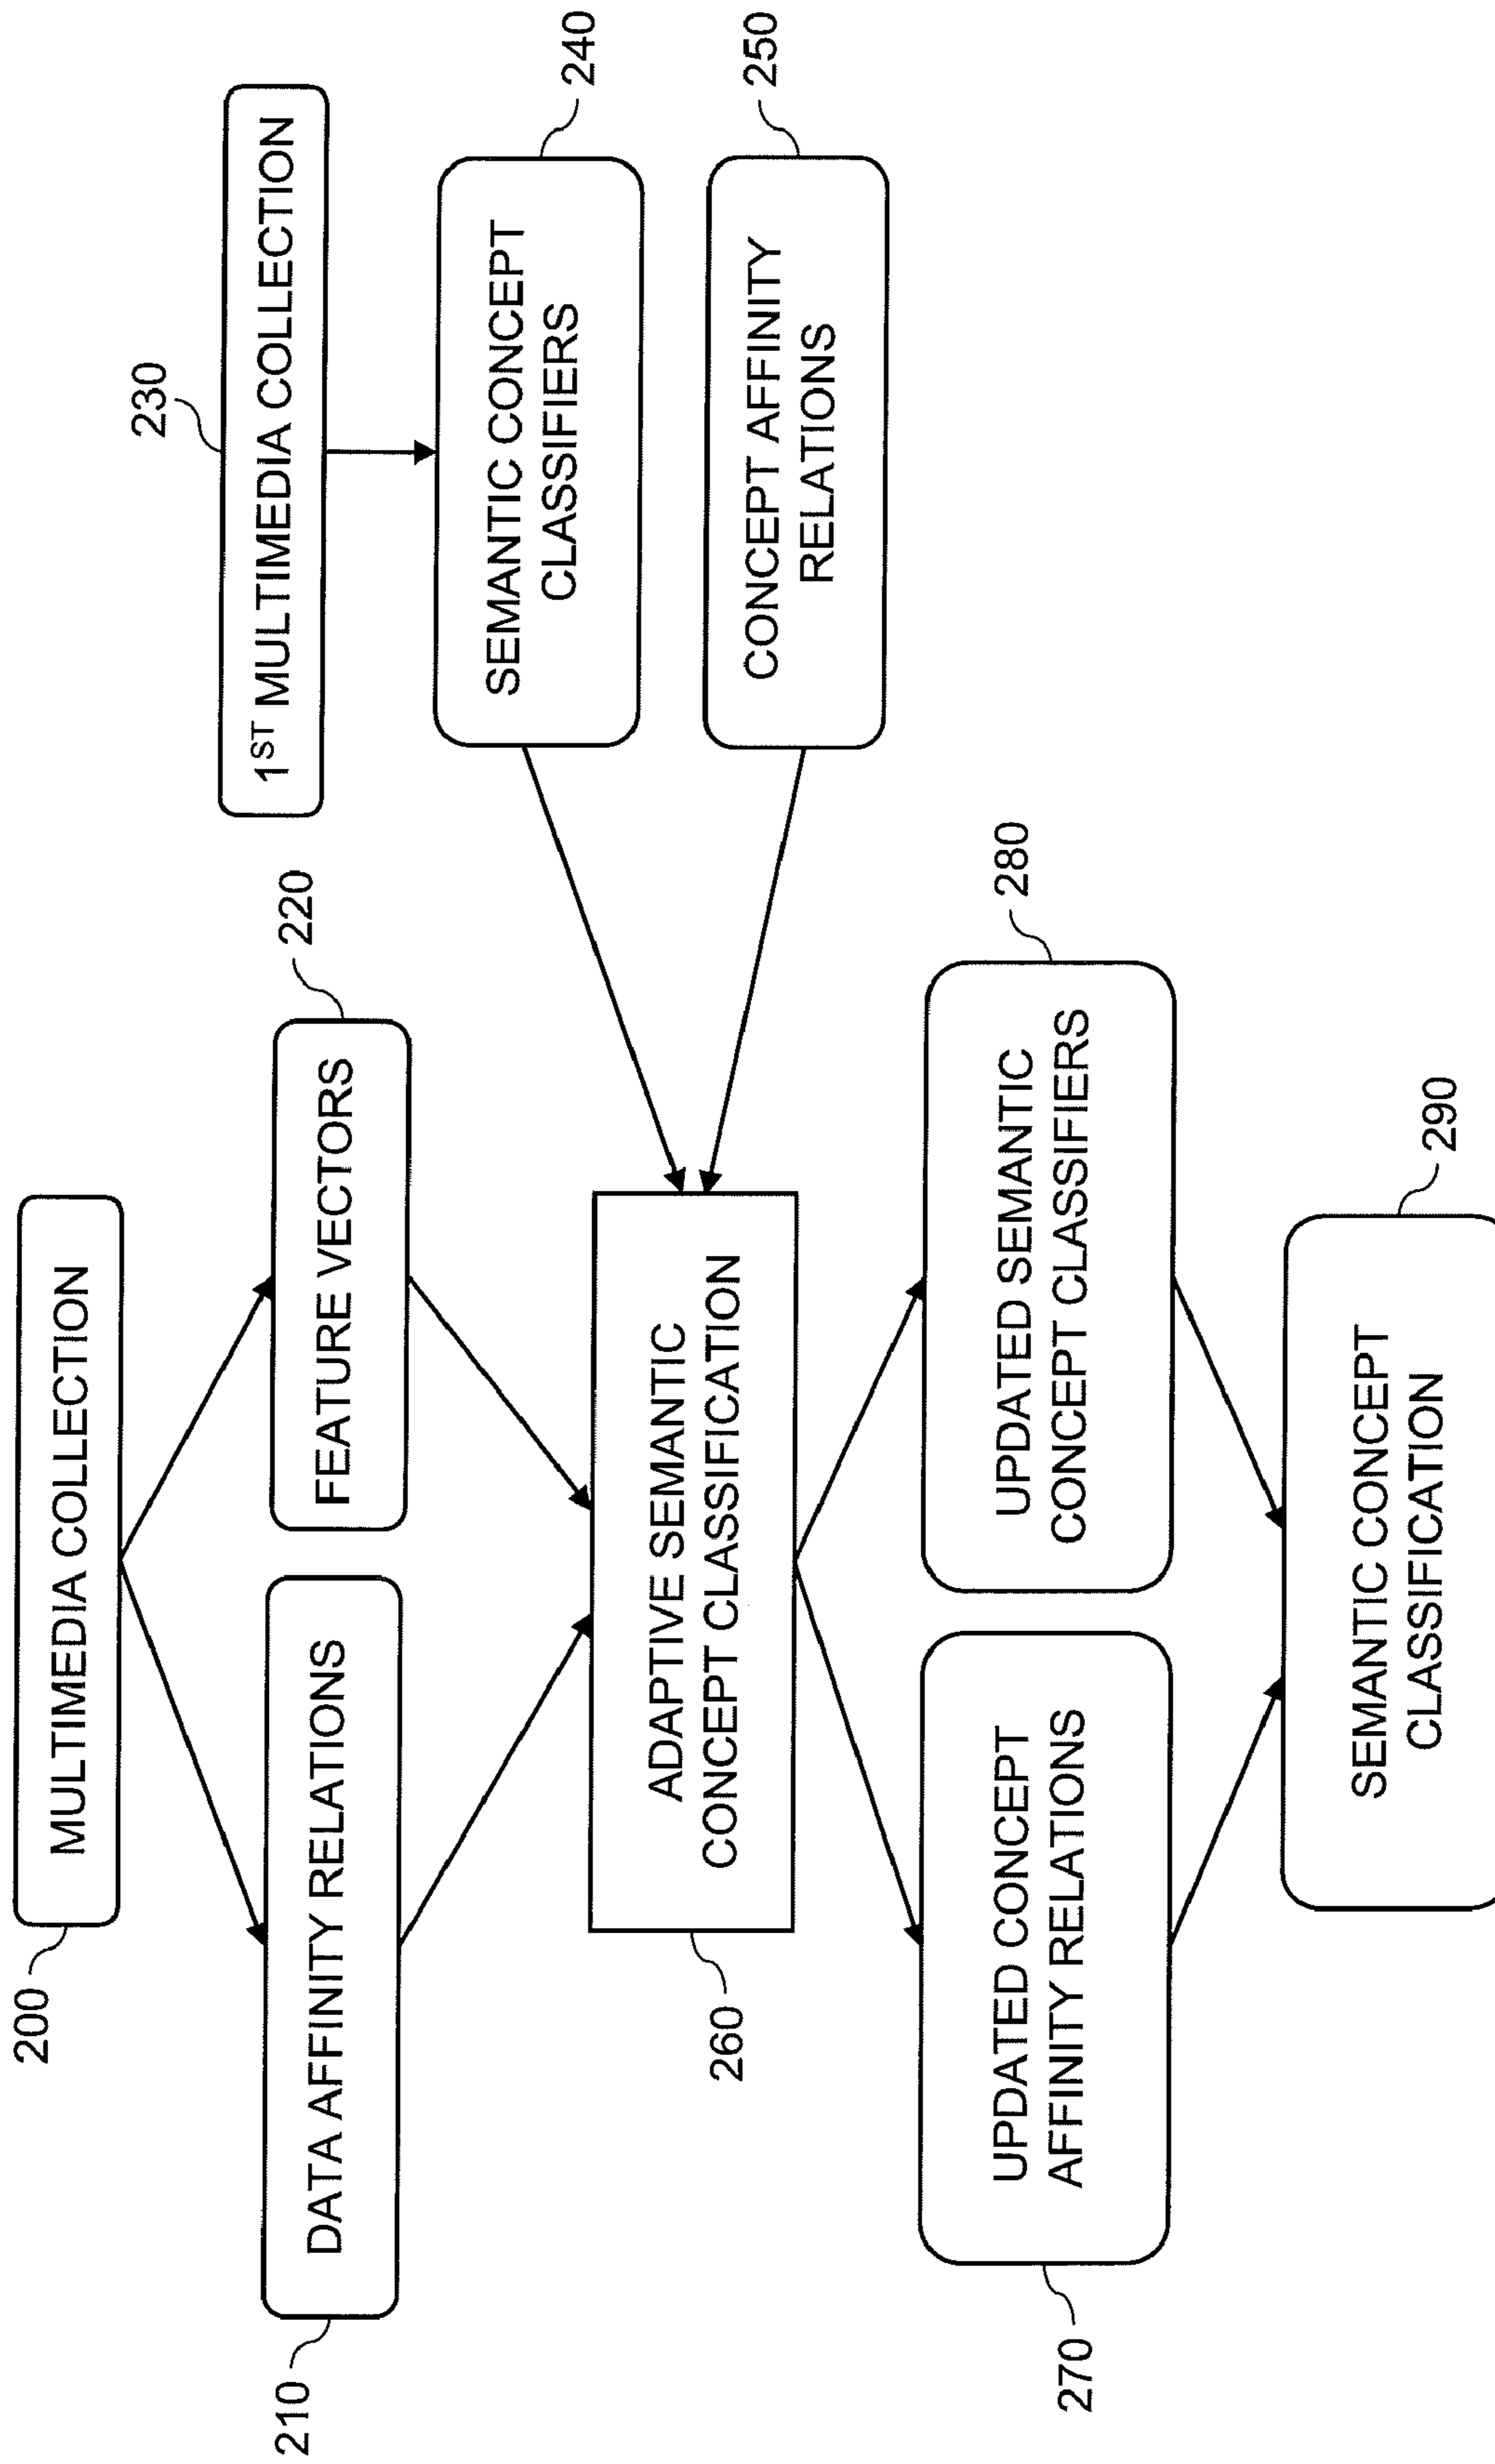 200
MULTIMEDIA COLLECTION
230
1ST MULTIMEDIA COLLECTION
210
DATA AFFINITY RELATIONS
FEATURE VECTORS
220
SEMANTIC CONCEPT
CLASSIFIERS
240
260
ADAPTIVE SEMANTIC
CONCEPT CLASSIFICATION
CONCEPT AFFINITY
RELATIONS
250
270
UPDATED CONCEPT
AFFINITY RELATIONS
UPDATED SEMANTIC
CONCEPT CLASSIFIERS
280
SEMANTIC CONCEPT
CLASSIFICATION
290